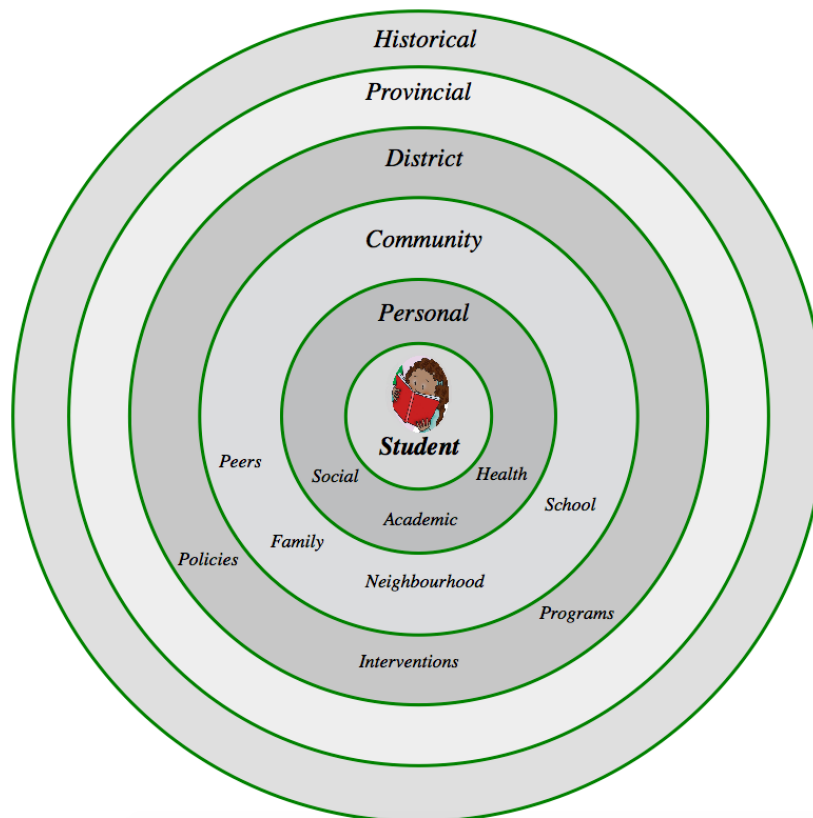 Historical
Provincial
District
Community
Personal
Student
Peers
Social
Health
School
Academic
Family
Policies
Neighbourhood
Programs
Interventions